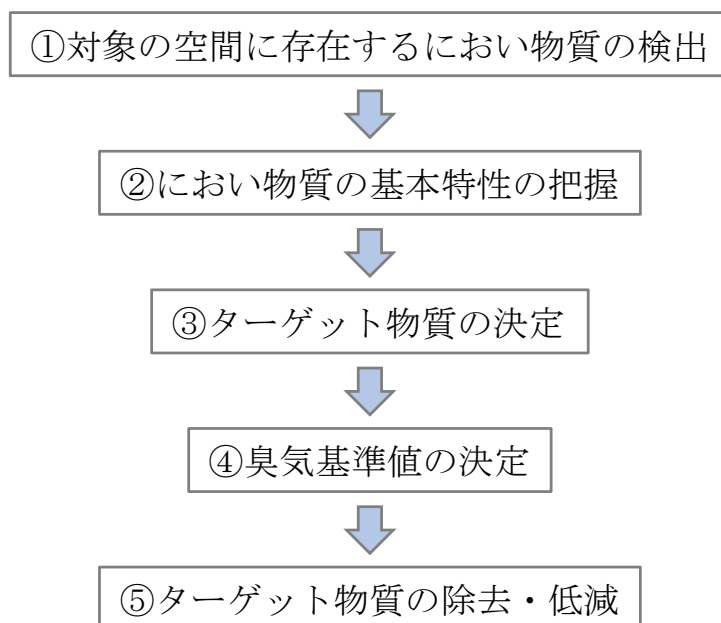 ①対象の空間に存在するにおい物質の検出
②におい物質の基本特性の把握
③ターゲット物質の決定
④臭気基準値の決定
⑤ターゲット物質の除去・低減